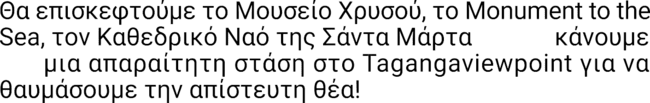 Θα επισκεφτούμε το Μουσείο Χρυσού, το Monument to the
Sea, τον Καθεδρικό Ναό της Σάντα Μάρτα κάνουμε
μια απαραίτητη στάση στο Tagangaviewpoint για να
θαυμάσουμε την απίστευτη θέα!